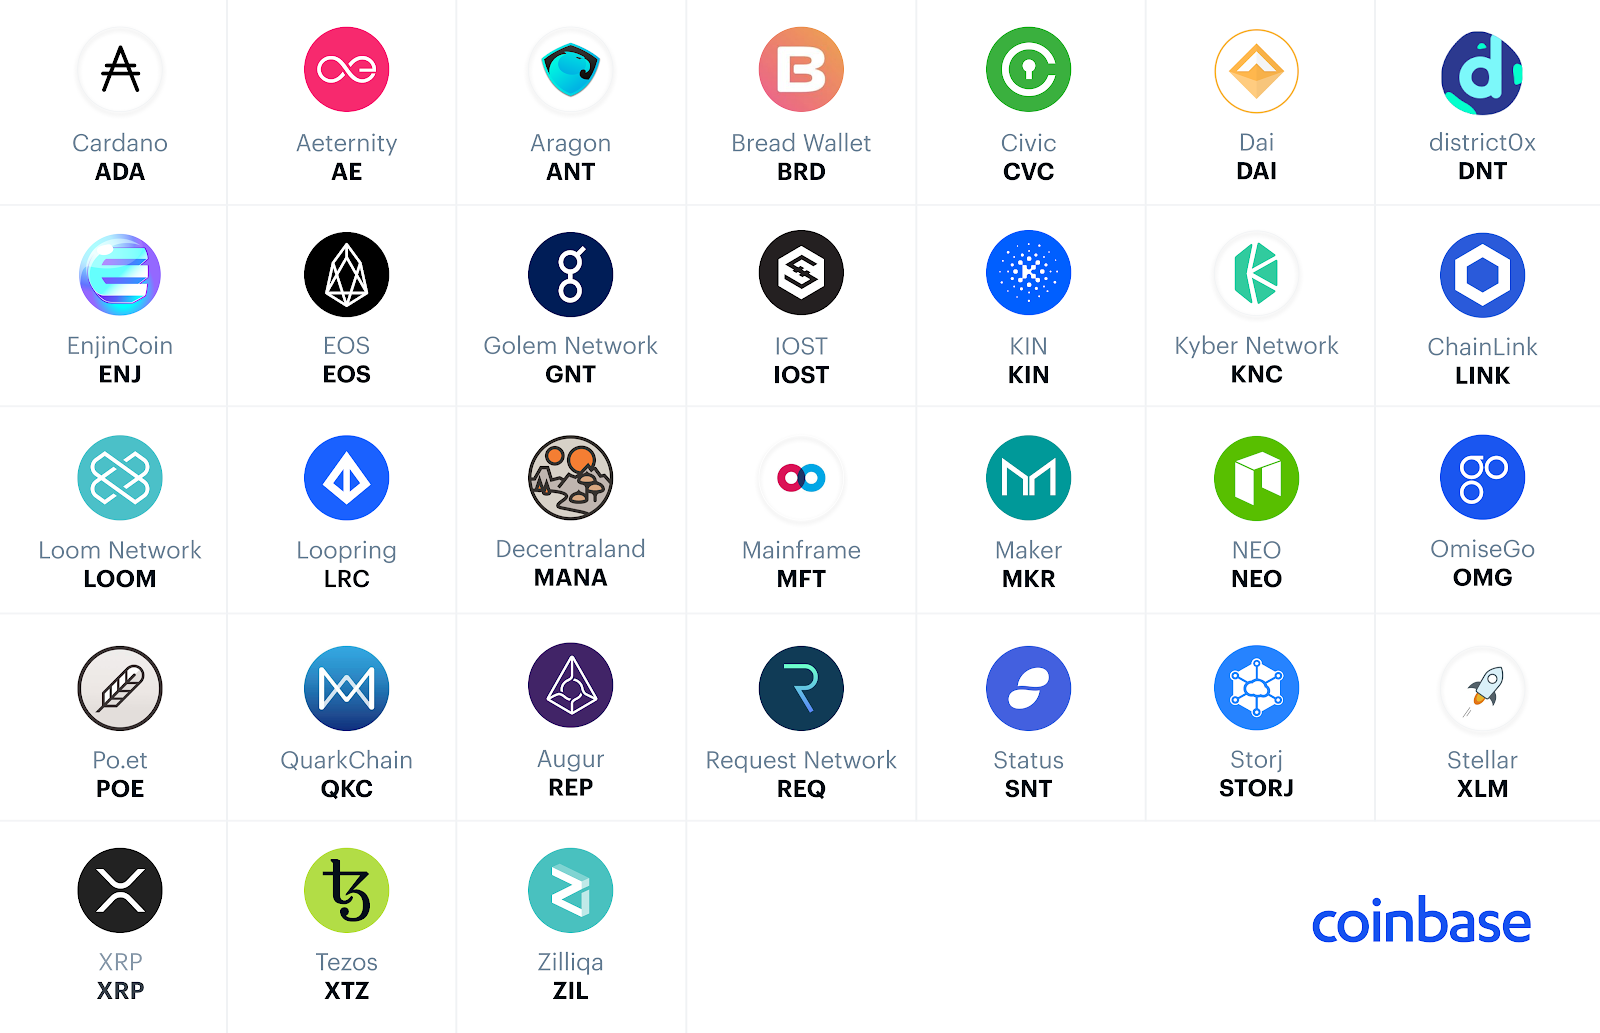 Cardano
ADA
Aeternity
AE
Aragon
ANT
Bread Wallet
BRD
Civic
CVC
Dai
DAI
district0x
DNT
EnjinCoin
ENJ
EOS
EOS
Golem Network
GNT
IOST
IOST
KIN
KIN
Kyber Network
KNC
ChainLink
LINK
Loom Network
LOOM
Loopring
LRC
Decentraland
MANA
Mainframe
MFT
Maker
MKR
NEO
NEO
OmiseGo
OMG
Po.et
POE
QuarkChain
QKC
Augur
REP
Request Network
REQ
Status
SNT
Storj
STORJ
Stellar
XLM
XRP
XRP
Tezos
XTZ
Zilliqa
ZIL
coinbase